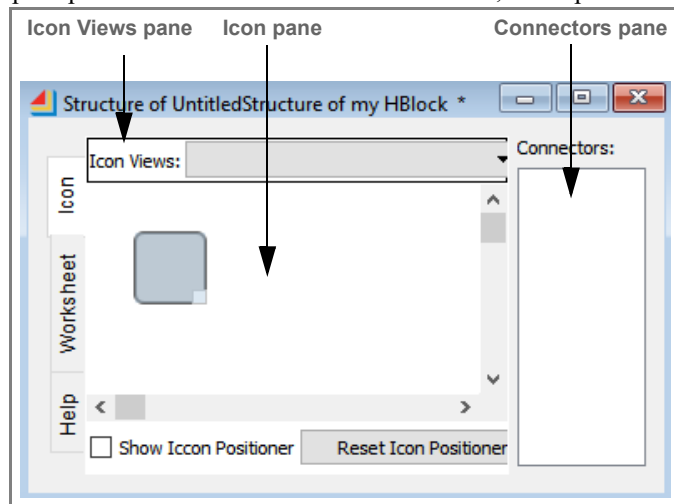 Icon Views pane Icon pane Connectors pane
Structure of UntitledStructure of my HBlock *
Icon Views:
Connectors:
Icon
Worksheet
Help
Show Iccon Positioner Reset Icon Positioner